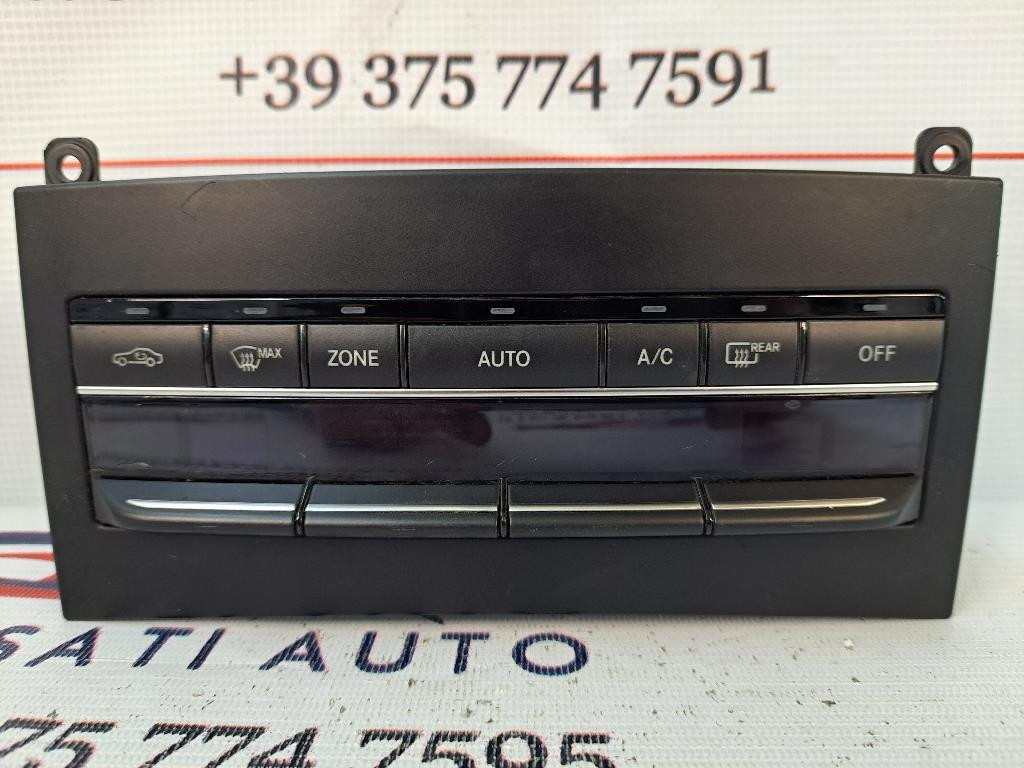 +39 375 774 7591
MAX ZONE AUTO A/C REAR OFF
SATI AUTO
75 774 7595